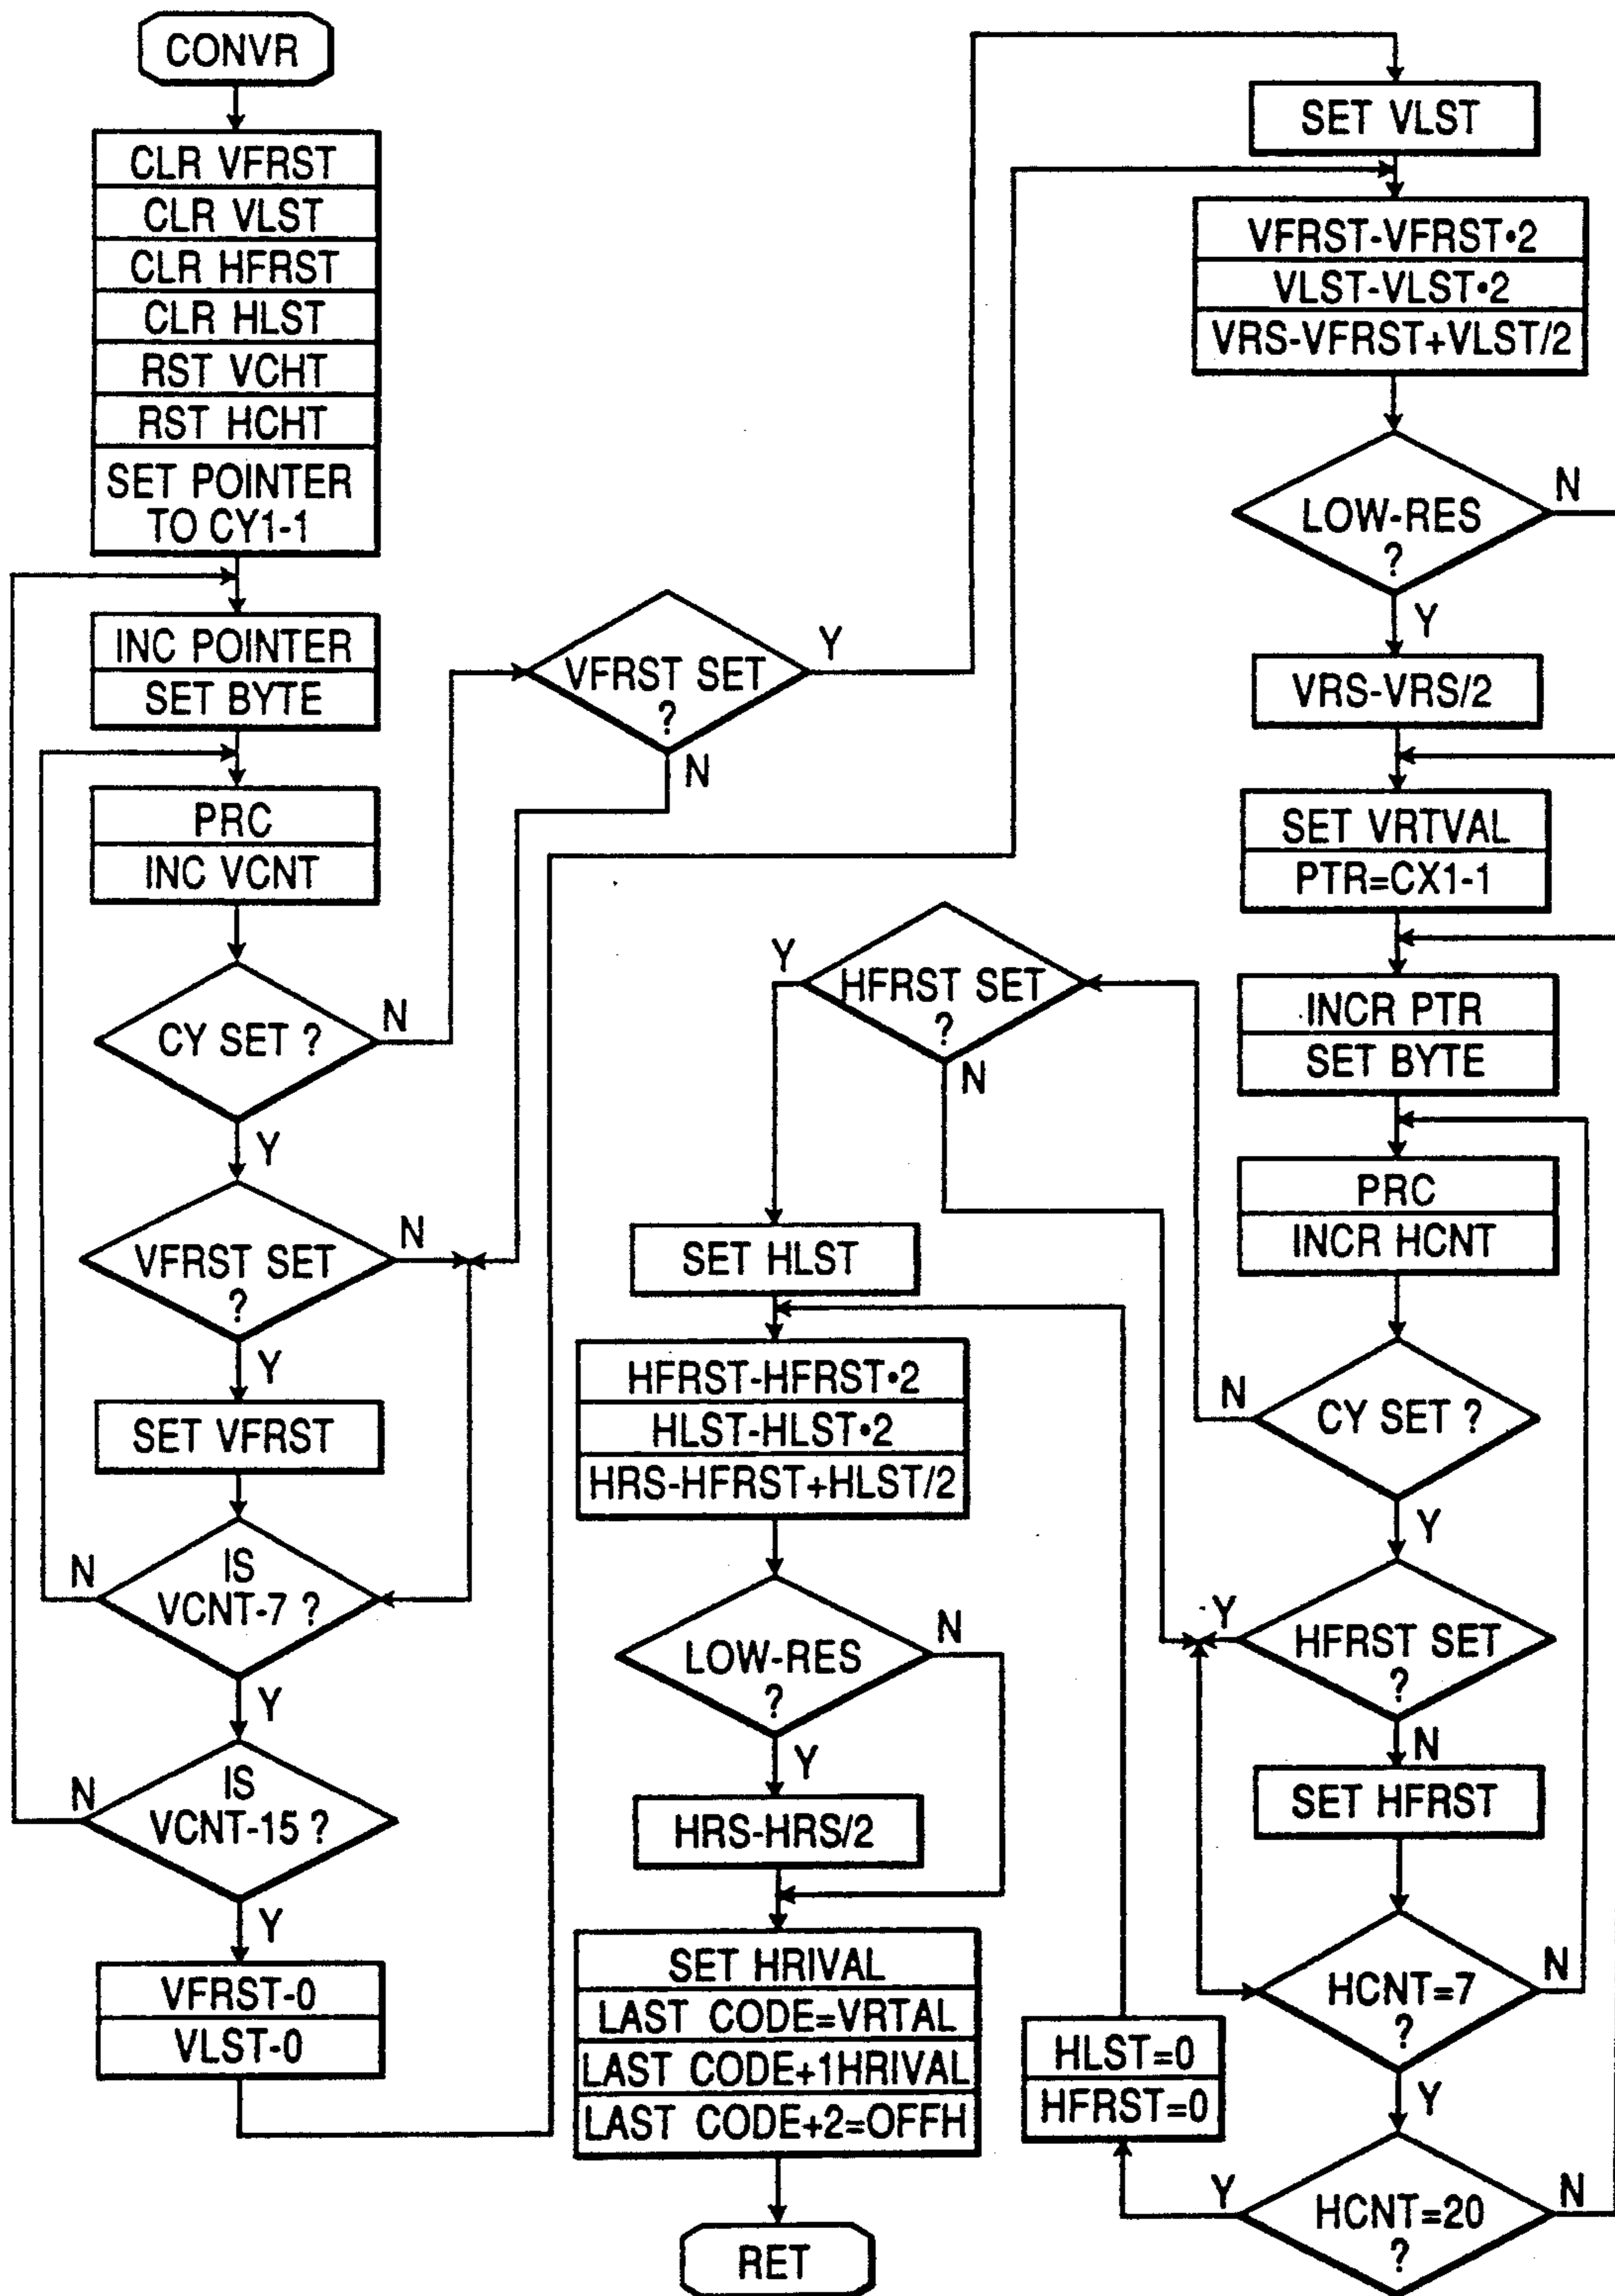 CONVR
CLR VFRST
CLR VLST
CLR HFRST
CLR HLST
RST VCHT
RST HCHT
SET POINTER
TO CY1-1
INC POINTER
SET BYTE
PRC
INC VCNT
CY SET ?
N
Y
VFRST SET
?
N
Y
SET VFRST
IS
VCNT-7 ?
N
Y
IS
VCNT-15 ?
N
Y
VFRST-0
VLST-0
VFRST SET
?
Y
N
SET VLST
VFRST-VFRST•2
VLST-VLST•2
VRS-VFRST+VLST/2
LOW-RES
?
N
Y
VRS-VRS/2
SET VRTVAL
PTR=CX1-1
INCR PTR
SET BYTE
PRC
INCR HCNT
CY SET ?
N
Y
HFRST SET
?
Y
N
SET HFRST
HCNT=7
?
N
Y
HCNT=20
?
Y
N
HLST=0
HFRST=0
HFRST SET
?
Y
N
SET HLST
HFRST-HFRST•2
HLST-HLST•2
HRS-HFRST+HLST/2
LOW-RES
?
N
Y
HRS-HRS/2
SET HRIVAL
LAST CODE=VRTAL
LAST CODE+1HRIVAL
LAST CODE+2=OFFH
RET